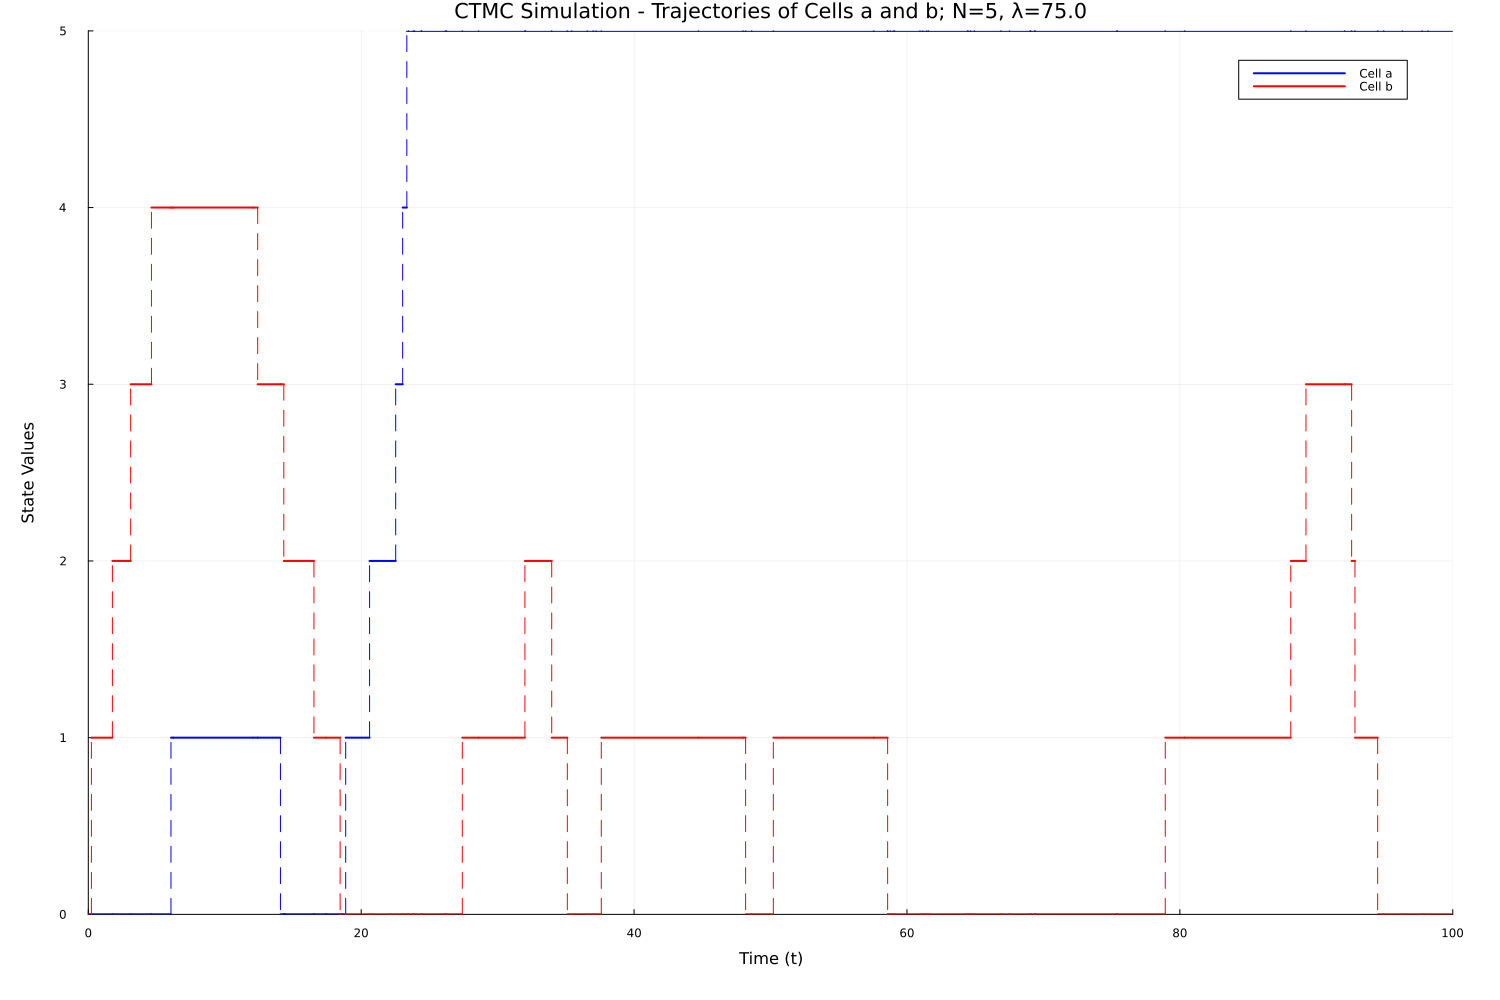 CTMC Simulation - Trajectories of Cells a and b; N=5, λ=75.0
5
Cell a
Cell b
4
3
State Values
2
1
0
0 20 40 60 80 100
Time (t)